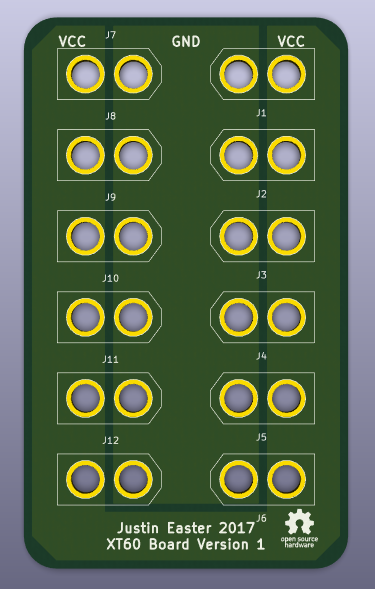 VCC
J7
GND
VCC
J8
J1
J9
J2
J10
J3
J11
J4
J12
J5
J6
Justin Easter 2017
XT60 Board Version 1
open source
hardware